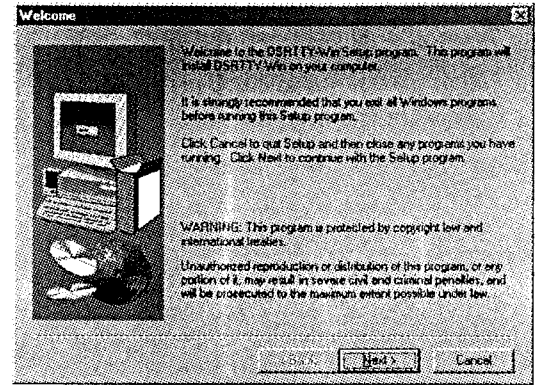 Welcome
Welcome to the DSRTTY-Win Setup program. This program will
install DSRTTY-Win on your computer.
It is strongly recommended that you exit all Windows programs
before running this Setup program.
Click Cancel to quit Setup and then close any programs you have
running. Click Next to continue with the Setup program.
WARNING: This program is protected by copyright law and
international treaties.
Unauthorized reproduction or distribution of this program, or any
portion of it, may result in severe civil and criminal penalties, and
will be prosecuted to the maximum extent possible under law.
Next >
Cancel